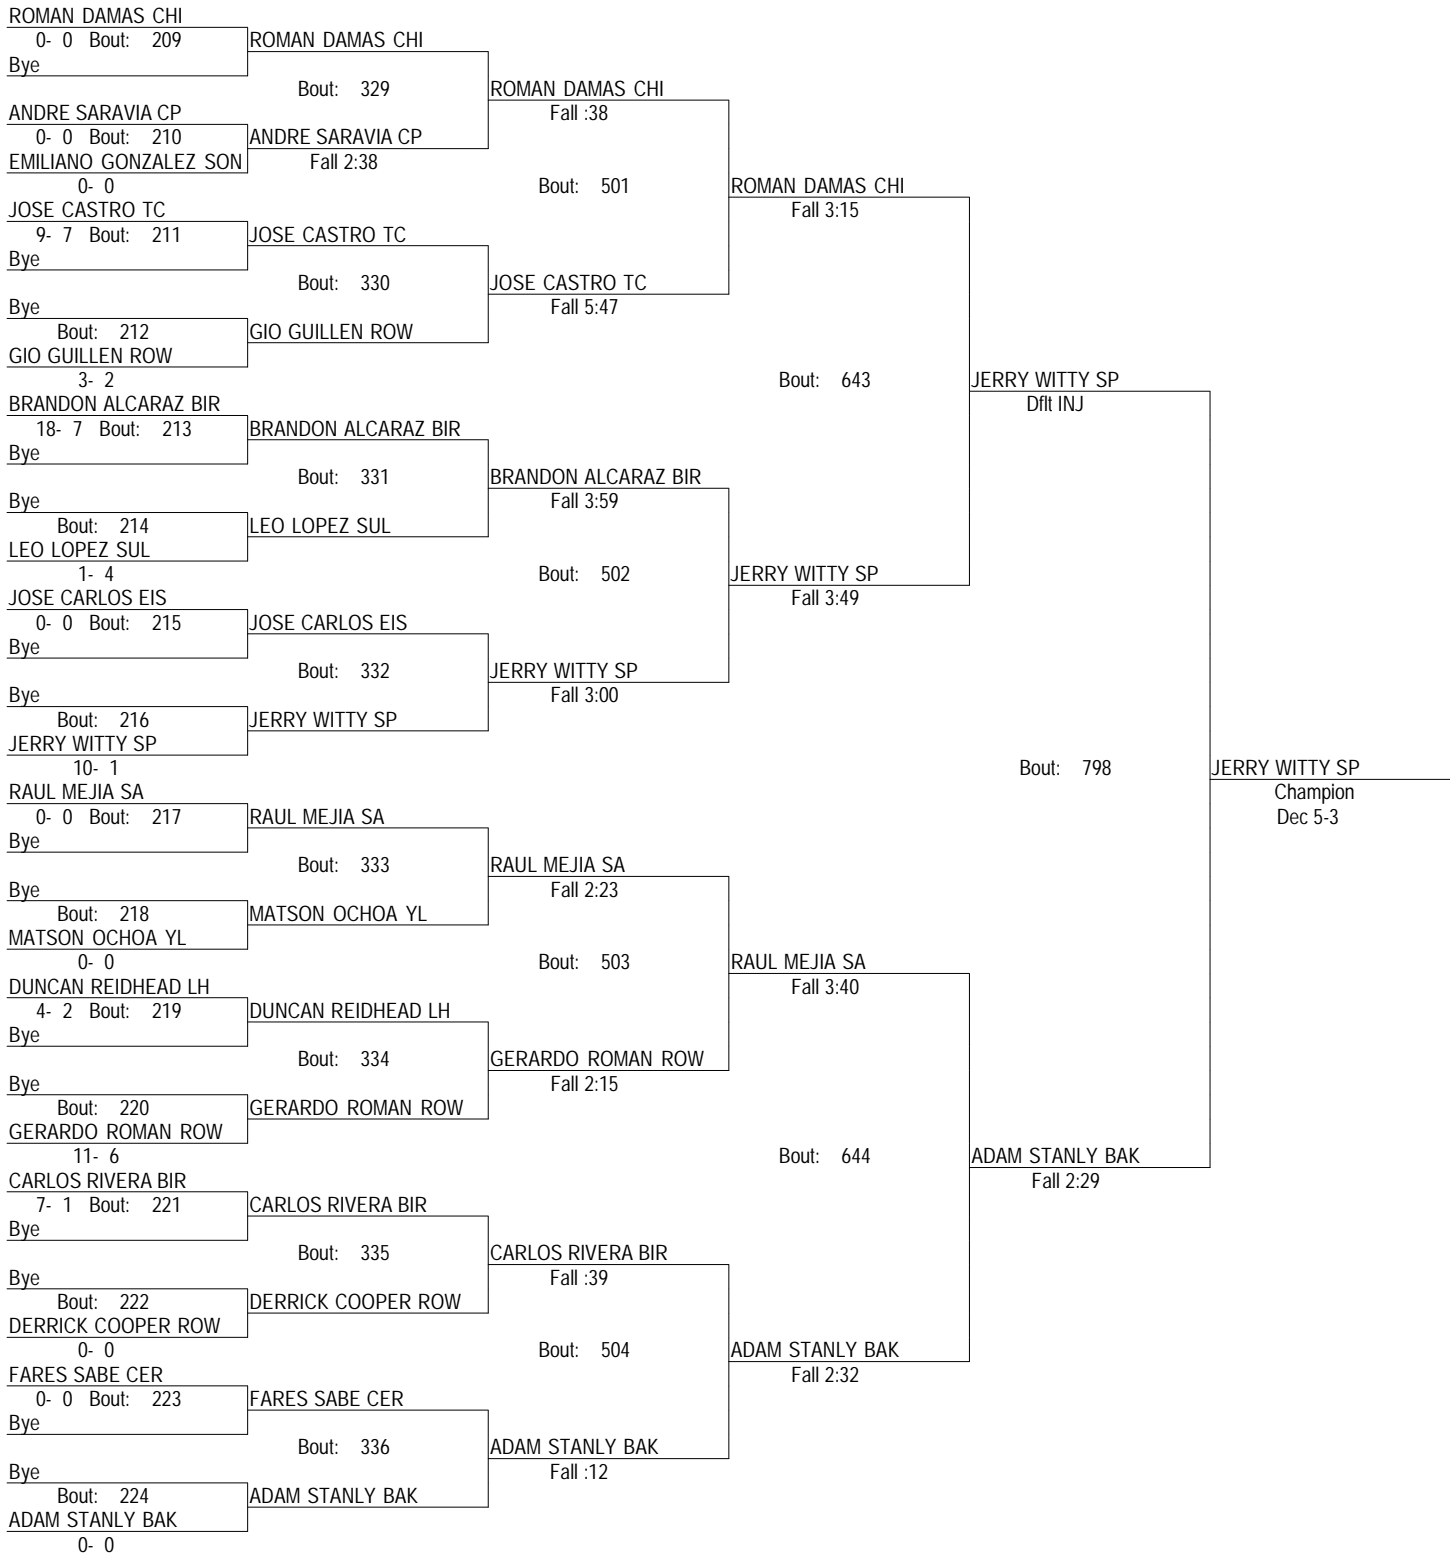 ROMAN DAMAS CHI
0- 0 Bout: 209
Bye
ANDRE SARAVIA CP
0- 0 Bout: 210
EMILIANO GONZALEZ SON
0- 0
JOSE CASTRO TC
9- 7 Bout: 211
Bye
Bye
Bout: 212
GIO GUILLEN ROW
3- 2
BRANDON ALCARAZ BIR
18- 7 Bout: 213
Bye
Bye
Bout: 214
LEO LOPEZ SUL
1- 4
JOSE CARLOS EIS
0- 0 Bout: 215
Bye
Bye
Bout: 216
JERRY WITTY SP
10- 1
RAUL MEJIA SA
0- 0 Bout: 217
Bye
Bye
Bout: 218
MATSON OCHOA YL
0- 0
DUNCAN REIDHEAD LH
4- 2 Bout: 219
Bye
Bye
Bout: 220
GERARDO ROMAN ROW
11- 6
CARLOS RIVERA BIR
7- 1 Bout: 221
Bye
Bye
Bout: 222
DERRICK COOPER ROW
0- 0
FARES SABE CER
0- 0 Bout: 223
Bye
Bye
Bout: 224
ADAM STANLY BAK
0- 0
ROMAN DAMAS CHI
Bout: 329
ANDRE SARAVIA CP
Fall 2:38
JOSE CASTRO TC
Bout: 330
GIO GUILLEN ROW
BRANDON ALCARAZ BIR
Bout: 331
LEO LOPEZ SUL
JOSE CARLOS EIS
Bout: 332
JERRY WITTY SP
RAUL MEJIA SA
Bout: 333
MATSON OCHOA YL
DUNCAN REIDHEAD LH
Bout: 334
GERARDO ROMAN ROW
CARLOS RIVERA BIR
Bout: 335
DERRICK COOPER ROW
FARES SABE CER
Bout: 336
ADAM STANLY BAK
ROMAN DAMAS CHI
Fall :38
Bout: 501
JOSE CASTRO TC
Fall 5:47
BRANDON ALCARAZ BIR
Fall 3:59
Bout: 502
JERRY WITTY SP
Fall 3:00
RAUL MEJIA SA
Fall 2:23
Bout: 503
GERARDO ROMAN ROW
Fall 2:15
CARLOS RIVERA BIR
Fall :39
Bout: 504
ADAM STANLY BAK
Fall :12
ROMAN DAMAS CHI
Fall 3:15
Bout: 643
JERRY WITTY SP
Fall 3:49
RAUL MEJIA SA
Fall 3:40
Bout: 644
ADAM STANLY BAK
Fall 2:32
JERRY WITTY SP
Dflt INJ
Bout: 798
ADAM STANLY BAK
Fall 2:29
JERRY WITTY SP
Champion
Dec 5-3